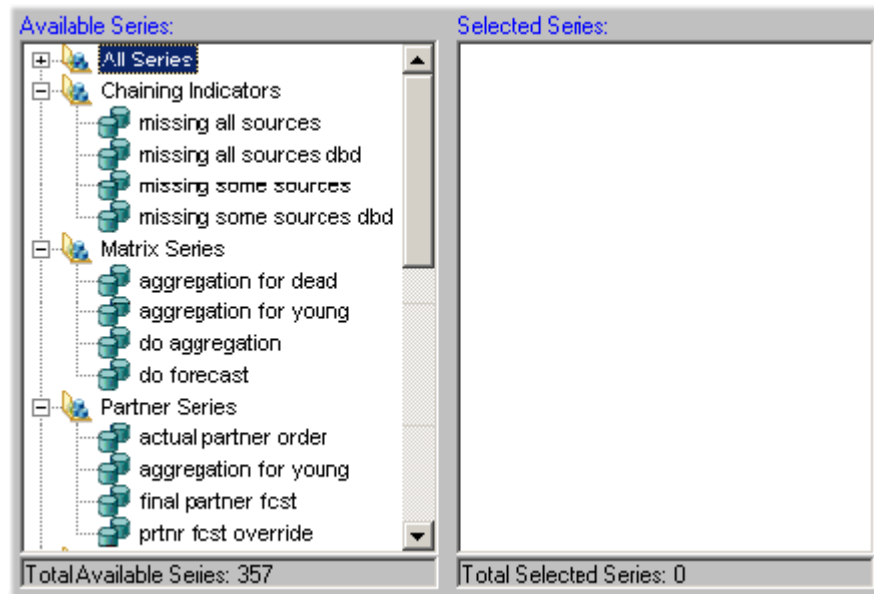 Available Series:
All Series
Chaining Indicators
missing all sources
missing all sources dbd
missing some sources
missing some sources dbd
Matrix Series
aggregation for dead
aggregation for young
do aggregation
do forecast
Partner Series
actual partner order
aggregation for young
final partner fcst
prtnr fcst override
Total Available Series: 357
Selected Series:
Total Selected Series: 0